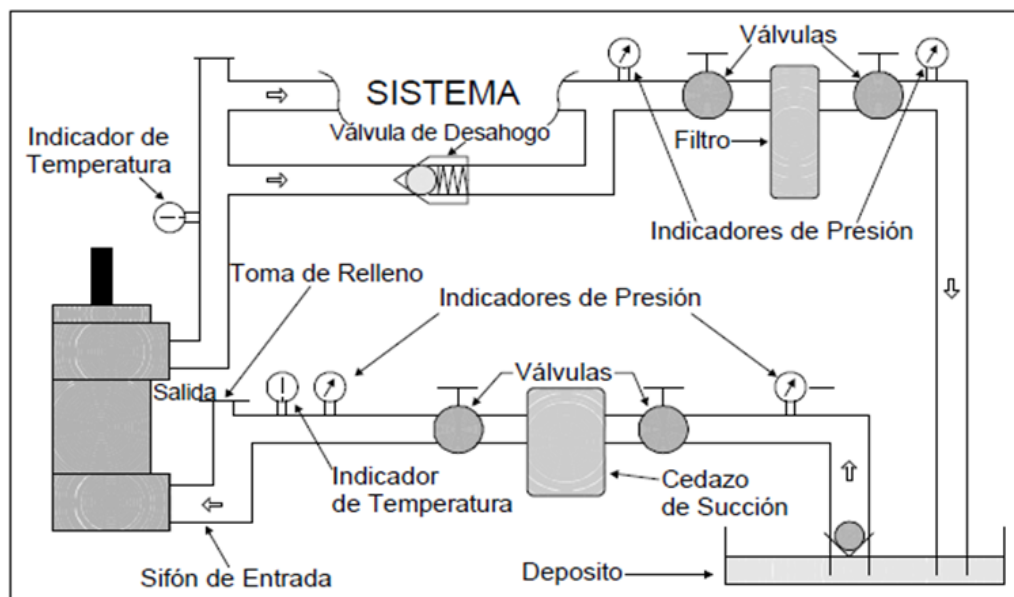 Válvulas
SISTEMA
Válvula de Desahogo
Indicador de
Temperatura
Filtro
Indicadores de Presión
Toma de Relleno
Indicadores de Presión
Salida
Válvulas
Indicador
de Temperatura
Cedazo
de Succión
Sifón de Entrada
Deposito